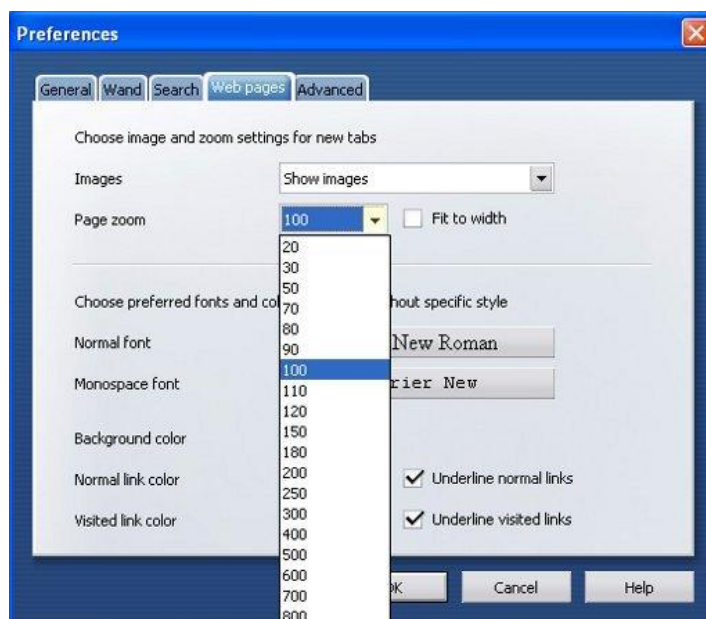 Preferences
General Wand Search Web pages Advanced
Choose image and zoom settings for new tabs
Images Show images
Page zoom 100 Fit to width
20
30
50
70
80
90
100
110
120
150
180
200
250
300
400
500
600
700
800
Choose preferred fonts and hout specific style
Normal font New Roman
Monospace font rier New
Background color
Normal link color Underline normal links
Visited link color Underline visited links
Cancel Help